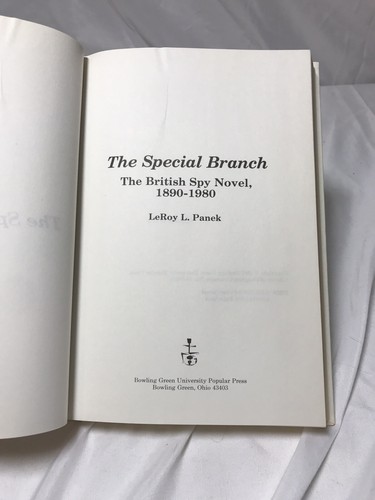 The Special Branch
The British Spy Novel,
1890-1980
LeRoy L. Panek
Bowling Green University Popular Press
Bowling Green, Ohio 43403